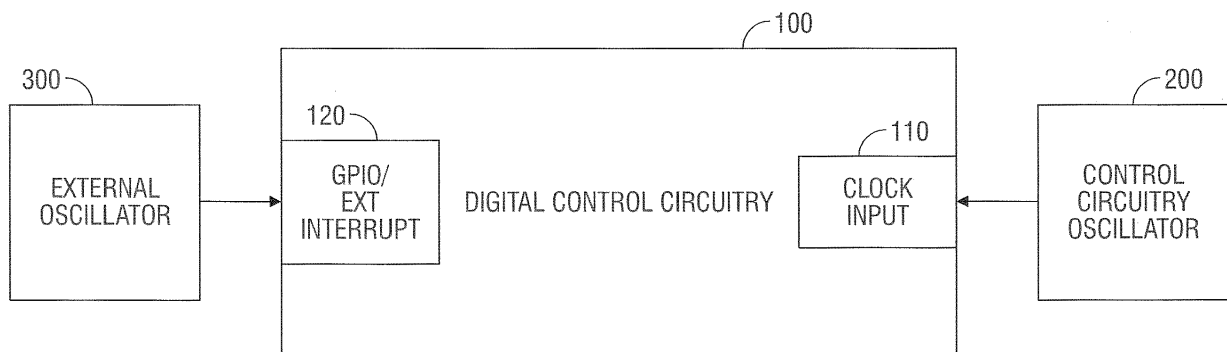 100
300
200
120
110
EXTERNAL
OSCILLATOR
GPIO/
EXT
INTERRUPT
DIGITAL CONTROL CIRCUITRY
CLOCK
INPUT
CONTROL
CIRCUITRY
OSCILLATOR